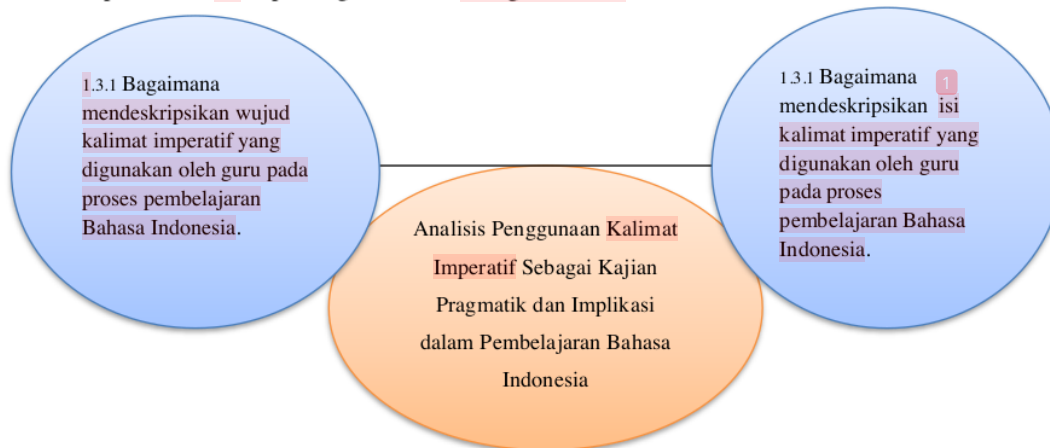 1.3.1 Bagaimana
mendeskripsikan wujud
kalimat imperatif yang
digunakan oleh guru pada
proses pembelajaran
Bahasa Indonesia.
1.3.1 Bagaimana
1
mendeskripsikan isi
kalimat imperatif yang
digunakan oleh guru
pada proses
pembelajaran Bahasa
Indonesia.
Analisis Penggunaan Kalimat
Imperatif Sebagai Kajian
Pragmatik dan Implikasi
dalam Pembelajaran Bahasa
Indonesia